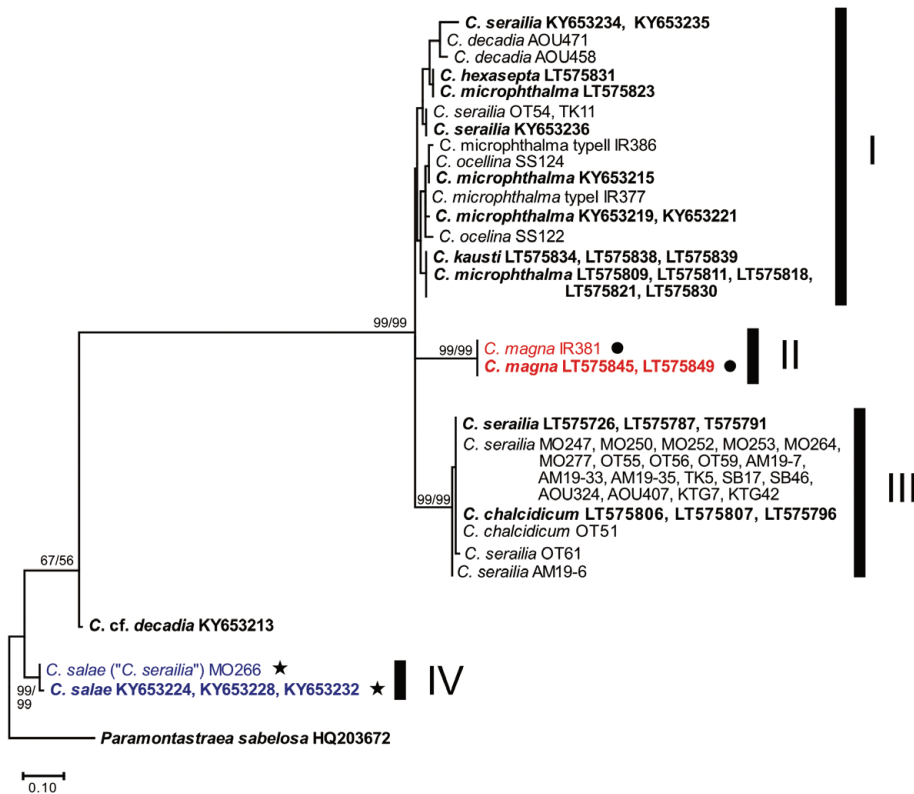 C. serailia KY653234, KY653235
C. decadia AOU471
C. decadia AOU458
C. hexasepta LT575831
C. microphthalma LT575823
C. serailia OT54, TK11
C. serailia KY653236
C. microphthalma typeII IR386
C. ocellina SS124
C. microphthalma KY653215
C. microphthalma typeI IR377
C. microphthalma KY653219, KY653221
C. ocelina SS122
C. kausti LT575834, LT575838, LT575839
C. microphthalma LT575809, LT575811, LT575818,
LT575821, LT575830
I
99/99
99/99
C. magna IR381
C. magna LT575845, LT575849
II
C. serailia LT575726, LT575787, T575791
C. serailia MO247, MO250, MO252, MO253, MO264,
MO277, OT55, OT56, OT59, AM19-7,
AM19-33, AM19-35, TK5, SB17, SB46,
AOU324, AOU407, KTG7, KTG42
99/99
C. chalcidicum LT575806, LT575807, LT575796
C. chalcidicum OT51
C. serailia OT61
C. serailia AM19-6
III
67/56
C. cf. decadia KY653213
C. salae ("C. serailia") MO266
C. salae KY653224, KY653228, KY653232
99/
99
IV
Paramontastraea sabelosa HQ203672
0.10